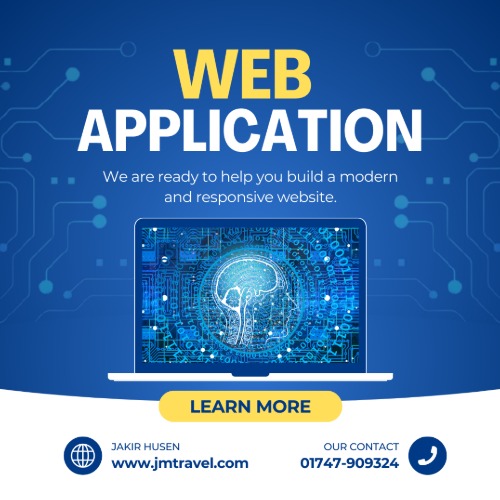 WEB
APPLICATION
We are ready to help you build a modern
and responsive website.
LEARN MORE
JAKIR HUSEN
www.jmtravel.com
OUR CONTACT
01747-909324